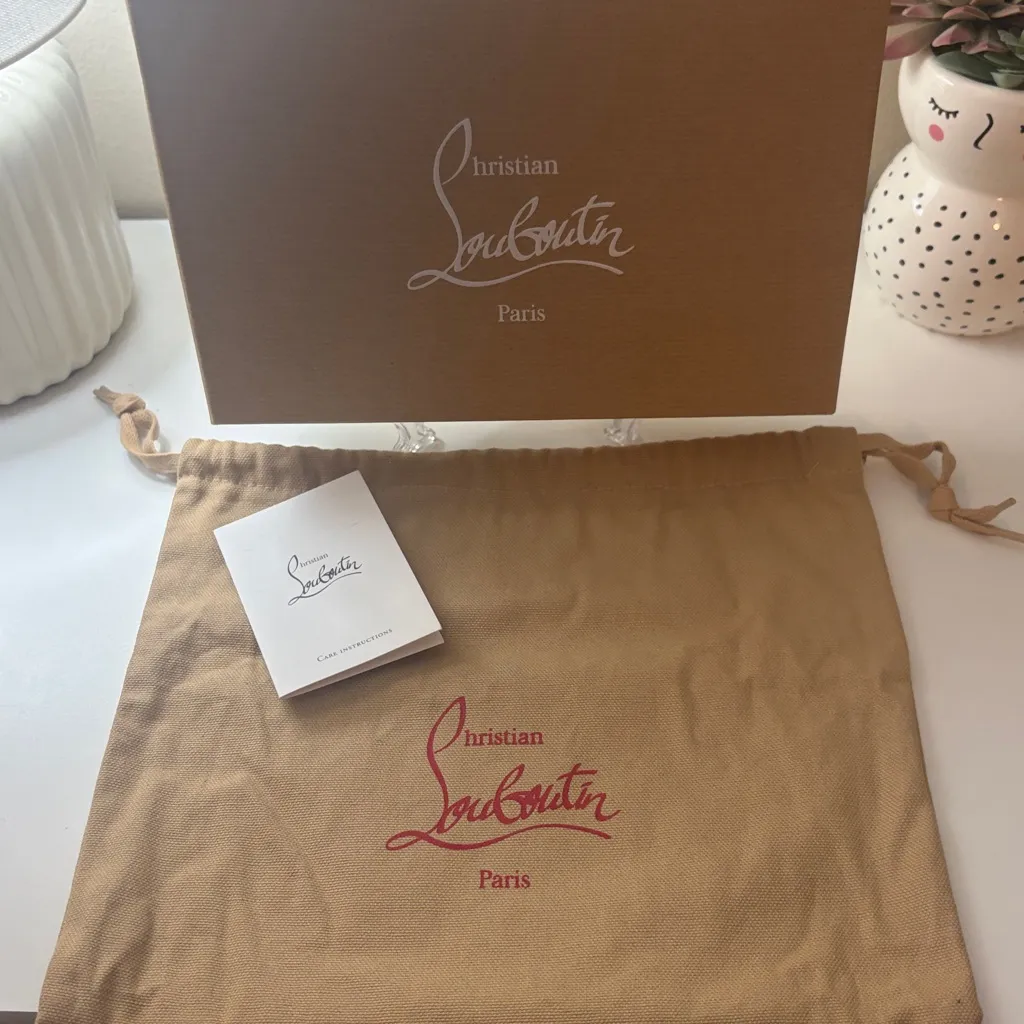 Christian
Louboutin
Paris
Christian
Louboutin
CARE INSTRUCTIONS
Christian
Louboutin
Paris